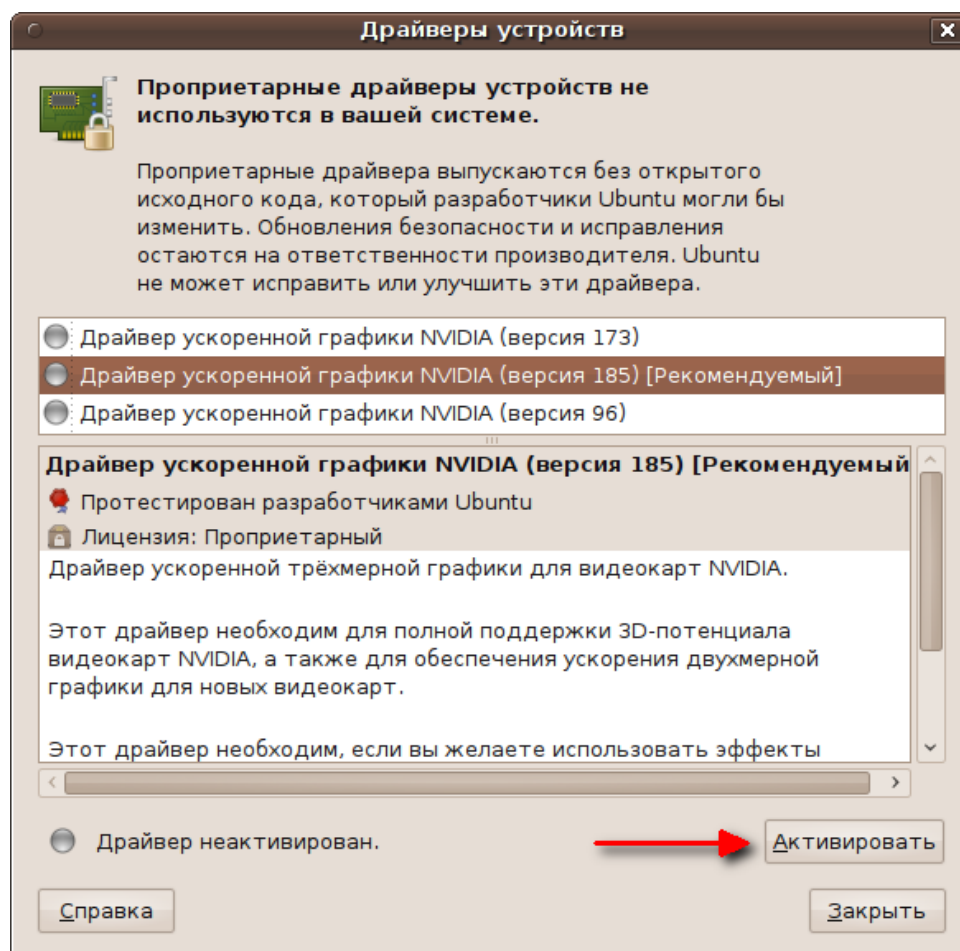 Драйверы устройств
Проприетарные драйверы устройств не
используются в вашей системе.
Проприетарные драйвера выпускаются без открытого
исходного кода, который разработчики Ubuntu могли бы
изменить. Обновления безопасности и исправления
остаются на ответственности производителя. Ubuntu
не может исправить или улучшить эти драйвера.
Драйвер ускоренной графики NVIDIA (версия 173)
Драйвер ускоренной графики NVIDIA (версия 185) [Рекомендуемый]
Драйвер ускоренной графики NVIDIA (версия 96)
Драйвер ускоренной графики NVIDIA (версия 185) [Рекомендуемый
Протестирован разработчиками Ubuntu
Лицензия: Проприетарный
Драйвер ускоренной трёхмерной графики для видеокарт NVIDIA.
Этот драйвер необходим для полной поддержки 3D-потенциала
видеокарт NVIDIA, а также для обеспечения ускорения двухмерной
графики для новых видеокарт.
Этот драйвер необходим, если вы желаете использовать эффекты
Драйвер неактивирован.
Активировать
Справка
Закрыть